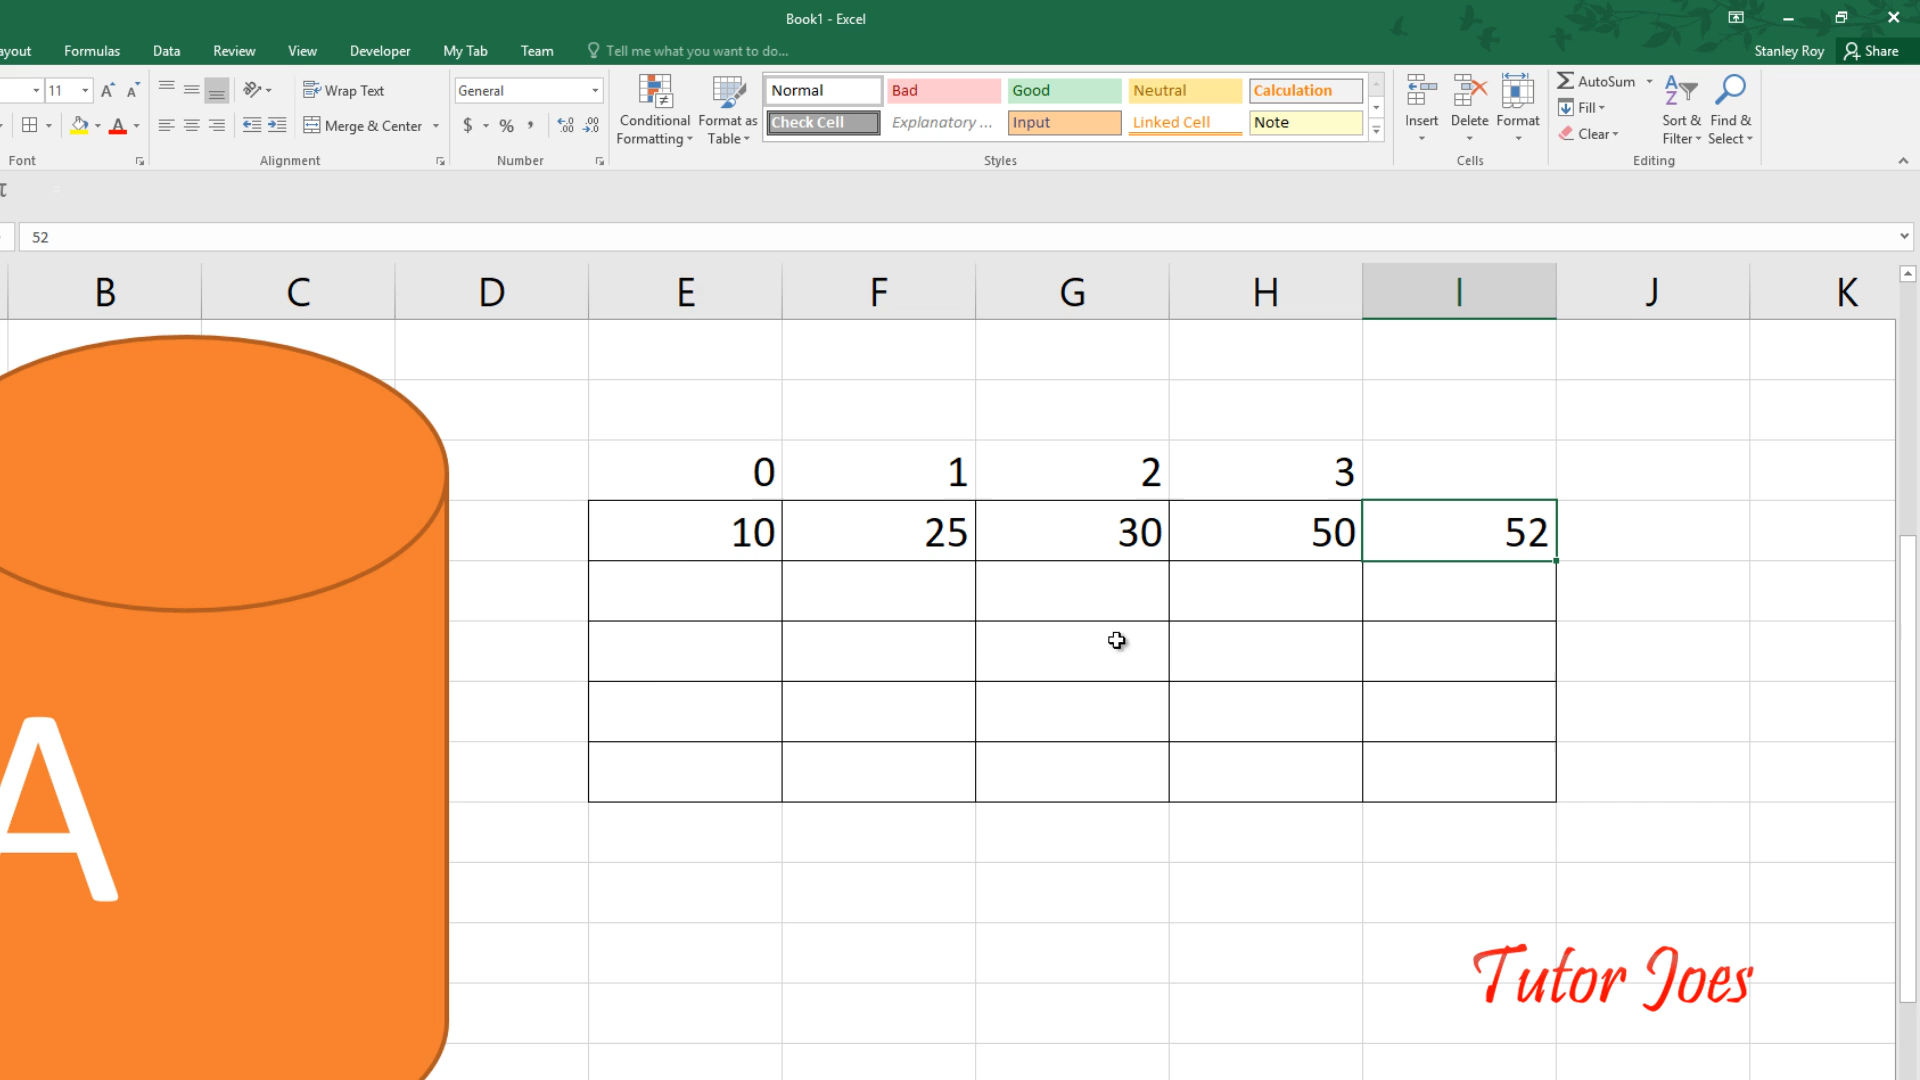 Book1 - Excel
Formulas Data Review View Developer My Tab Team Tell me what you want to do... Stanley Roy Share
11 Wrap Text General Conditional Formatting Format as Table Normal Bad Good Neutral Calculation Insert Delete Format AutoSum Sort & Filter Find & Select
Merge & Center $ % , Check Cell Explanatory ... Input Linked Cell Note Fill
Clear
Font Alignment Number Styles Cells Editing
52
B C D E F G H I J K
0 1 2 3
10 25 30 50 52
A
Tutor Joes